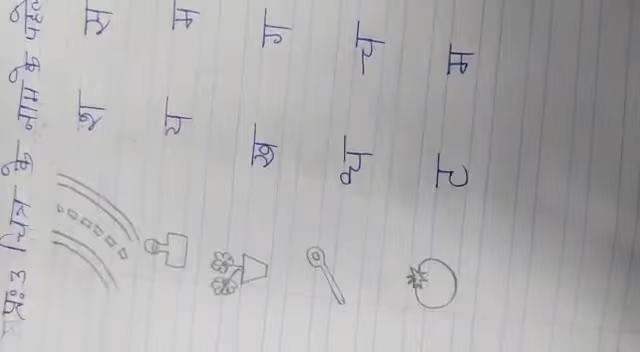 प्र:3 चित्र के नाम के
श स
य म
ख ग
थ च
ट म